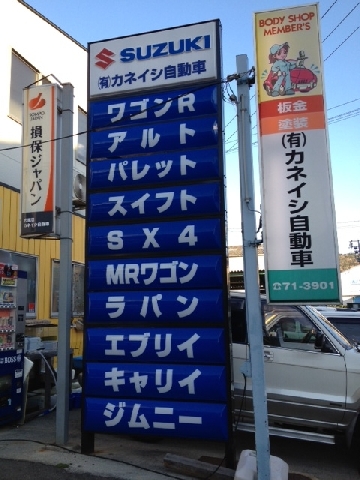 SUZUKI
(有)カネイシ自動車
ワゴンR
アルト
パレット
スイフト
SX4
MRワゴン
ラパン
エブリイ
キャリイ
ジムニー
損保ジャパン
BODY SHOP
MEMBER'S
板金
塗装
(有)カネイシ自動車
☎71-3901